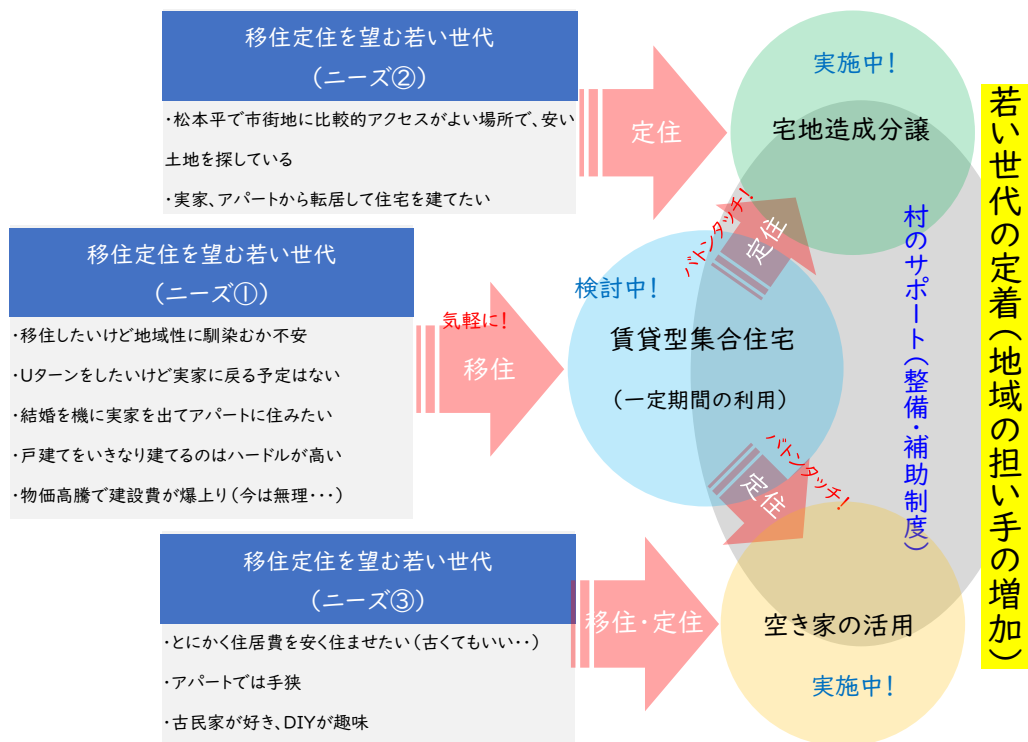 移住定住を望む若い世代
(ニーズ②)
・松本平で市街地に比較的アクセスがよい場所で、安い
土地を探している
・実家、アパートから転居して住宅を建てたい
定住
実施中!
宅地造成分譲
移住定住を望む若い世代
(ニーズ①)
・移住したいけど地域性に馴染むか不安
・Uターンをしたいけど実家に戻る予定はない
・結婚を機に実家を出てアパートに住みたい
・戸建てをいきなり建てるのはハードルが高い
・物価高騰で建設費が爆上り(今は無理・・・)
気軽に!
移住
検討中!
賃貸型集合住宅
(一定期間の利用)
バトンタッチ!
定住
バトンタッチ!
定住
移住定住を望む若い世代
(ニーズ③)
・とにかく住居費を安く住ませたい(古くてもいい・・)
・アパートでは手狭
・古民家が好き、DIYが趣味
移住・定住
空き家の活用
実施中!
村のサポート(整備・補助制度)
若い世代の定着(地域の担い手の増加)